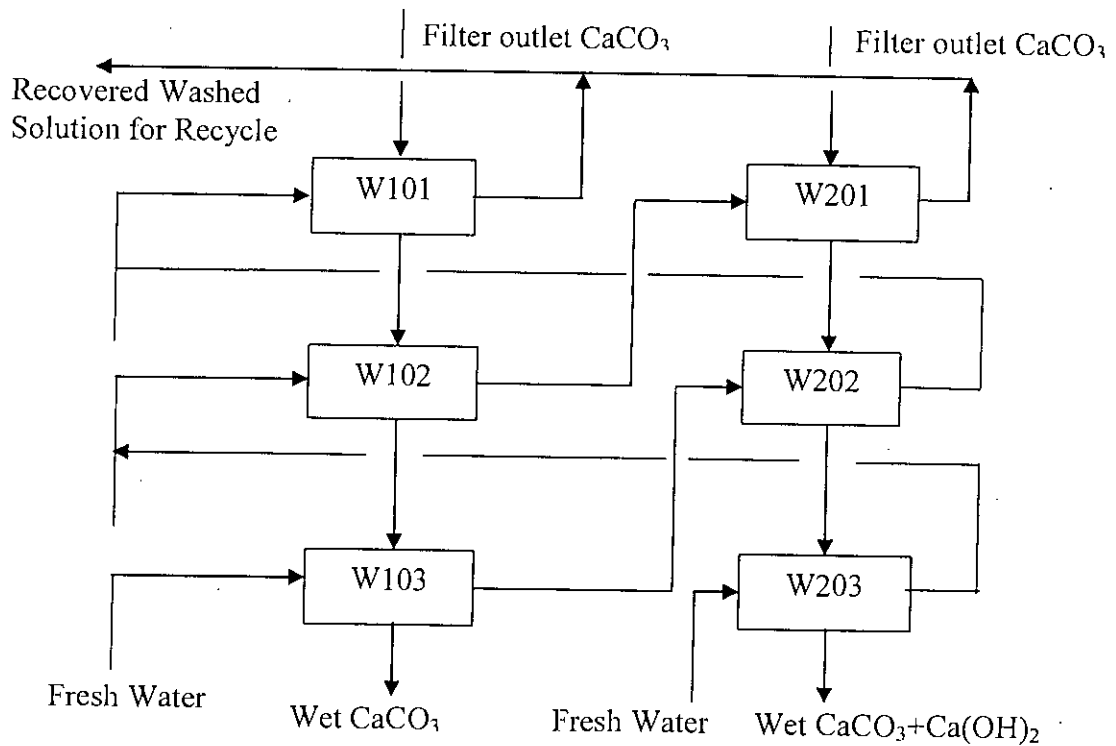 Filter outlet CaCO₃
Filter outlet CaCO₃
Recovered Washed
Solution for Recycle
W101
W201
W102
W202
W103
W203
Fresh Water
Wet CaCO₃
Fresh Water
Wet CaCO₃+Ca(OH)₂